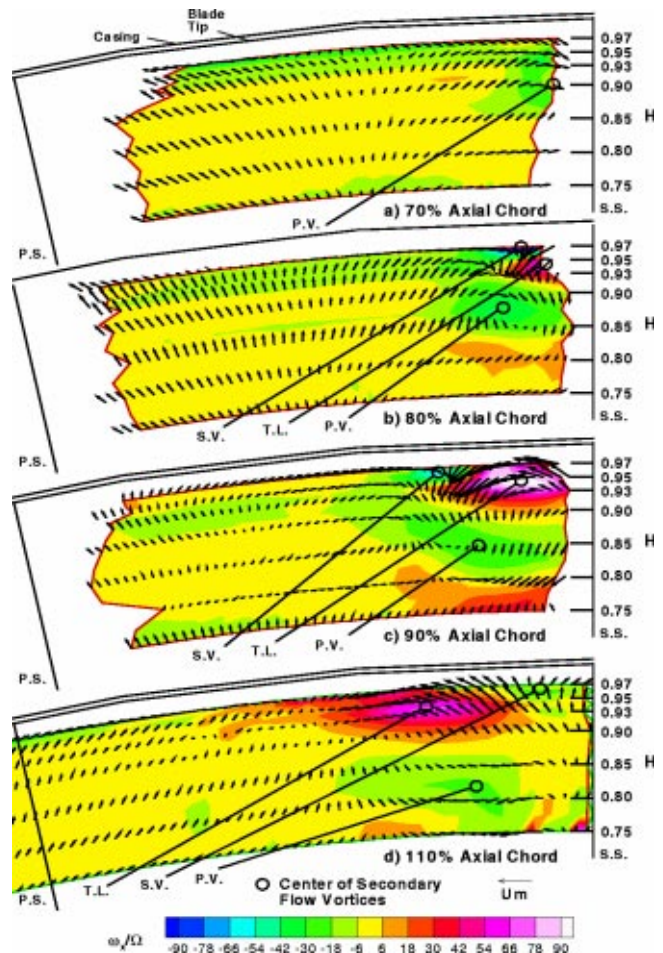 Blade
Casing Tip
0.97
0.95
0.93
0.90
0.85 H
0.80
0.75
S.S.
P.V.
a) 70% Axial Chord
P.S.
0.97
0.95
0.93
0.90
0.85
0.80
0.75
b) 80% Axial Chord
S.V. T.L. P.V.
S.S.
P.S.
0.97
0.95
0.93
0.90
0.85 H
0.80
0.75
c) 90% Axial Chord
S.V. T.L. P.V.
S.S.
P.S.
0.97
0.95
0.93
0.90
0.85 H
0.80
0.75
d) 110% Axial Chord
S.S.
P.S. T.L. S.V. P.V.
Center of Secondary
Flow Vortices
Um
ωx/Ω
-90 -78 -66 -54 -42 -30 -18 -6 6 18 30 42 54 66 78 90